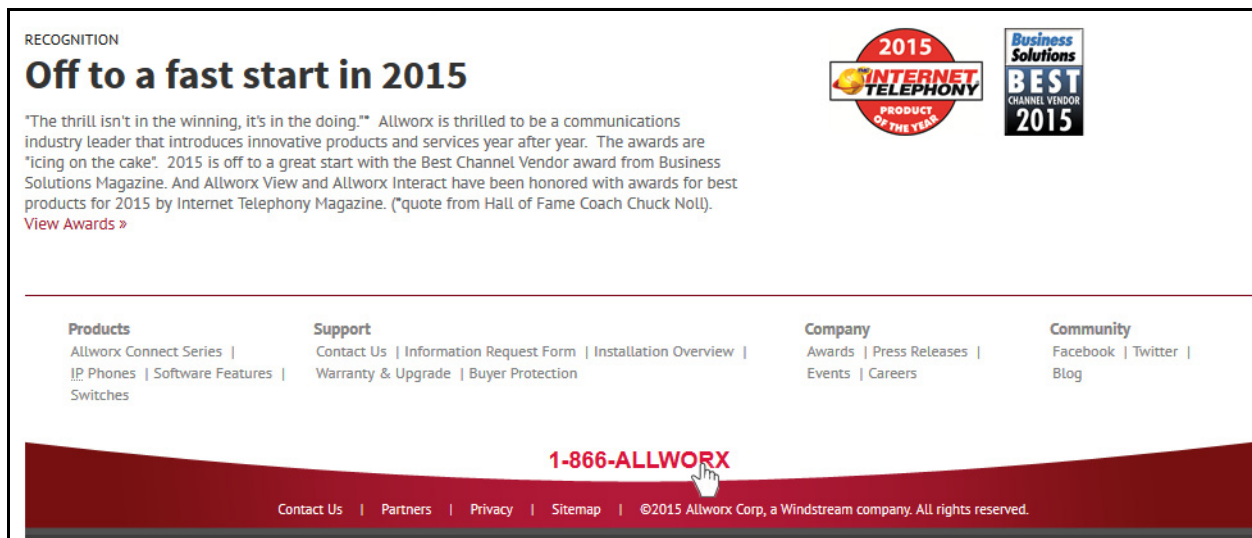 RECOGNITION
Off to a fast start in 2015
"The thrill isn't in the winning, it's in the doing."* Allworx is thrilled to be a communications
industry leader that introduces innovative products and services year after year. The awards are
"icing on the cake". 2015 is off to a great start with the Best Channel Vendor award from Business
Solutions Magazine. And Allworx View and Allworx Interact have been honored with awards for best
products for 2015 by Internet Telephony Magazine. (*quote from Hall of Fame Coach Chuck Noll).
View Awards »
2015
INTERNET
TELEPHONY
PRODUCT
OF THE YEAR
Business
Solutions
BEST
CHANNEL VENDOR
2015
Products
Allworx Connect Series |
IP Phones | Software Features |
Switches
Support
Contact Us | Information Request Form | Installation Overview |
Warranty & Upgrade | Buyer Protection
Company
Awards | Press Releases |
Events | Careers
Community
Facebook | Twitter |
Blog
1-866-ALLWORX
Contact Us | Partners | Privacy | Sitemap | ©2015 Allworx Corp, a Windstream company. All rights reserved.